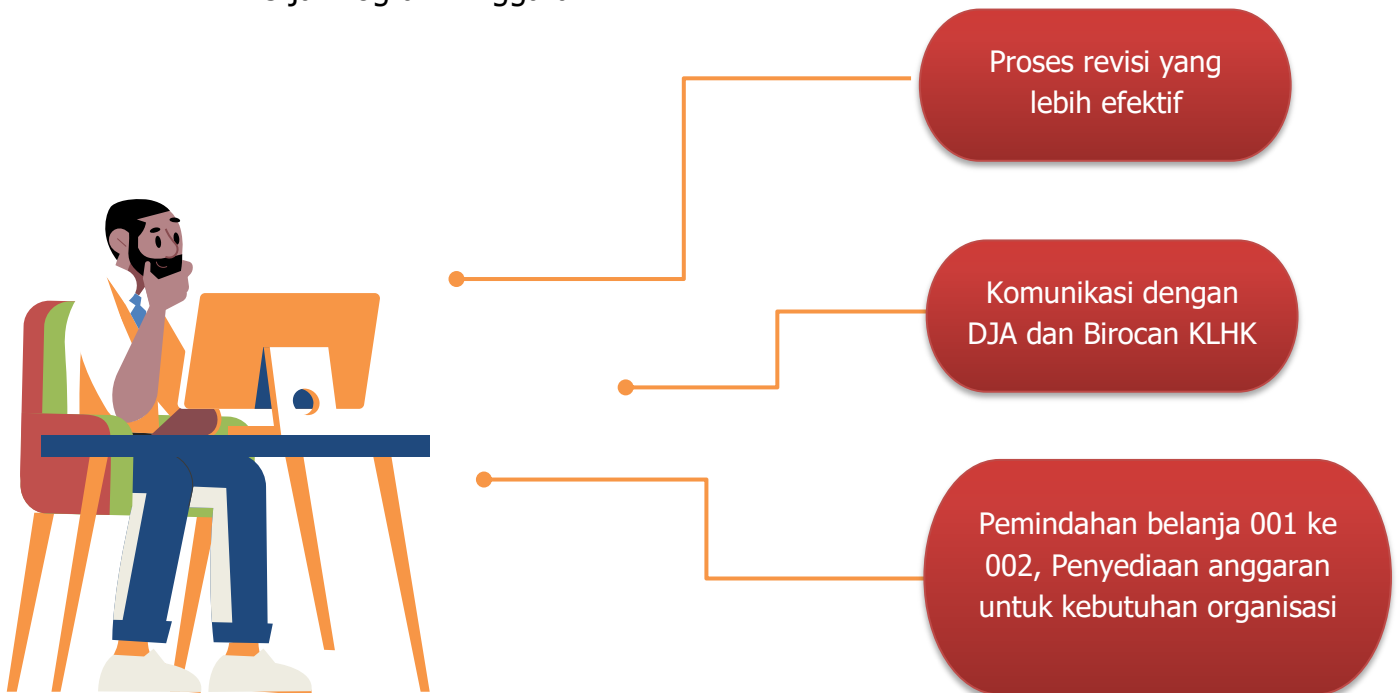 Proses revisi yang
lebih efektif
Komunikasi dengan
DJA dan Birocan KLHK
Pemindahan belanja 001 ke
002, Penyediaan anggaran
untuk kebutuhan organisasi